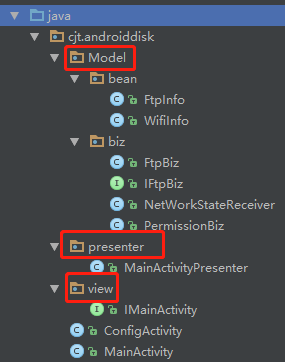 java
cjt.androiddisk
Model
bean
FtpInfo
WifiInfo
biz
FtpBiz
IFtpBiz
NetWorkStateReceiver
PermissionBiz
presenter
MainActivityPresenter
view
IMainActivity
ConfigActivity
MainActivity